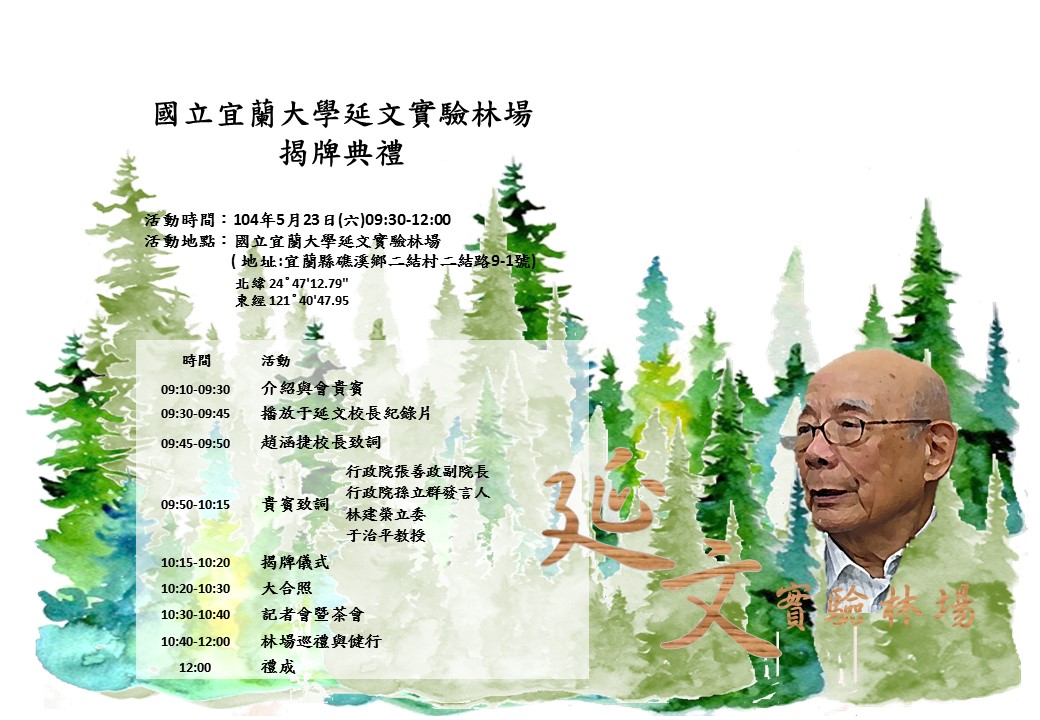 國立宜蘭大學延文實驗林場
揭牌典禮
活動時間：104年5月23日(六)09:30-12:00
活動地點：國立宜蘭大學延文實驗林場
(地址:宜蘭縣礁溪鄉二結村二結路9-1號)
北緯24°47'12.79"
東經121°40'47.95
時間 活動
09:10-09:30 介紹與會貴賓
09:30-09:45 播放于延文校長紀錄片
09:45-09:50 趙涵捷校長致詞
09:50-10:15 貴賓致詞
行政院張善政副院長
行政院孫立群發言人
林建榮立委
于治平教授
10:15-10:20 揭牌儀式
10:20-10:30 大合照
10:30-10:40 記者會暨茶會
10:40-12:00 林場巡禮與健行
12:00 禮成
延文
實驗林場